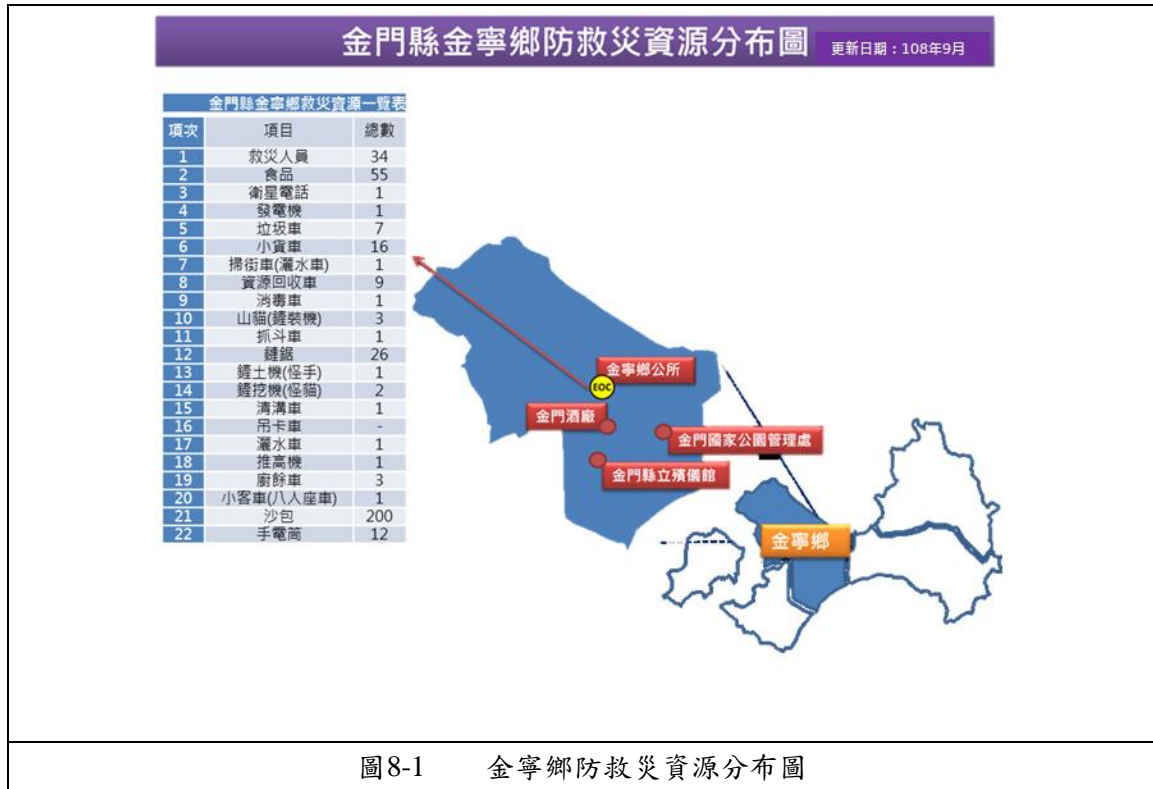 金門縣金寧鄉防救災資源分布圖
更新日期：108年9月
金門縣金寧鄉救災資源一覽表
項次 項目 總數
1 救災人員 34
2 食品 55
3 衛星電話 1
4 發電機 1
5 垃圾車 7
6 小貨車 16
7 掃街車(灑水車) 1
8 資源回收車 9
9 消毒車 1
10 山貓(鏟裝機) 3
11 抓斗車 1
12 鏈鋸 26
13 鏟土機(怪手) 1
14 鏟挖機(怪貓) 2
15 清溝車 1
16 吊卡車 -
17 灑水車 1
18 推高機 1
19 廚餘車 3
20 小客車(八人座車) 1
21 沙包 200
22 手電筒 12
金寧鄉公所
EOC
金門酒廠
金門國家公園管理處
金門縣立殯儀館
金寧鄉
圖8-1 金寧鄉防救災資源分布圖